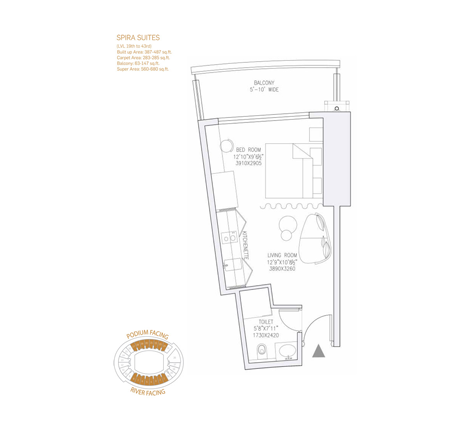 SPIRA SUITES
(LVL 19th to 43rd)
Built up Area: 387-487 sq.ft.
Carpet Area: 263-285 sq.ft.
Balcony: 63-147 sq.ft.
Super Area: 560-680 sq.ft.
BALCONY
5'-10" WIDE
BED ROOM
12'10"X9'6½"
3910X2905
KITCHENETTE
LIVING ROOM
12'9"X10'8½"
3890X3260
TOILET
5'8"X7'11"
1730X2420
PODIUM FACING
RIVER FACING